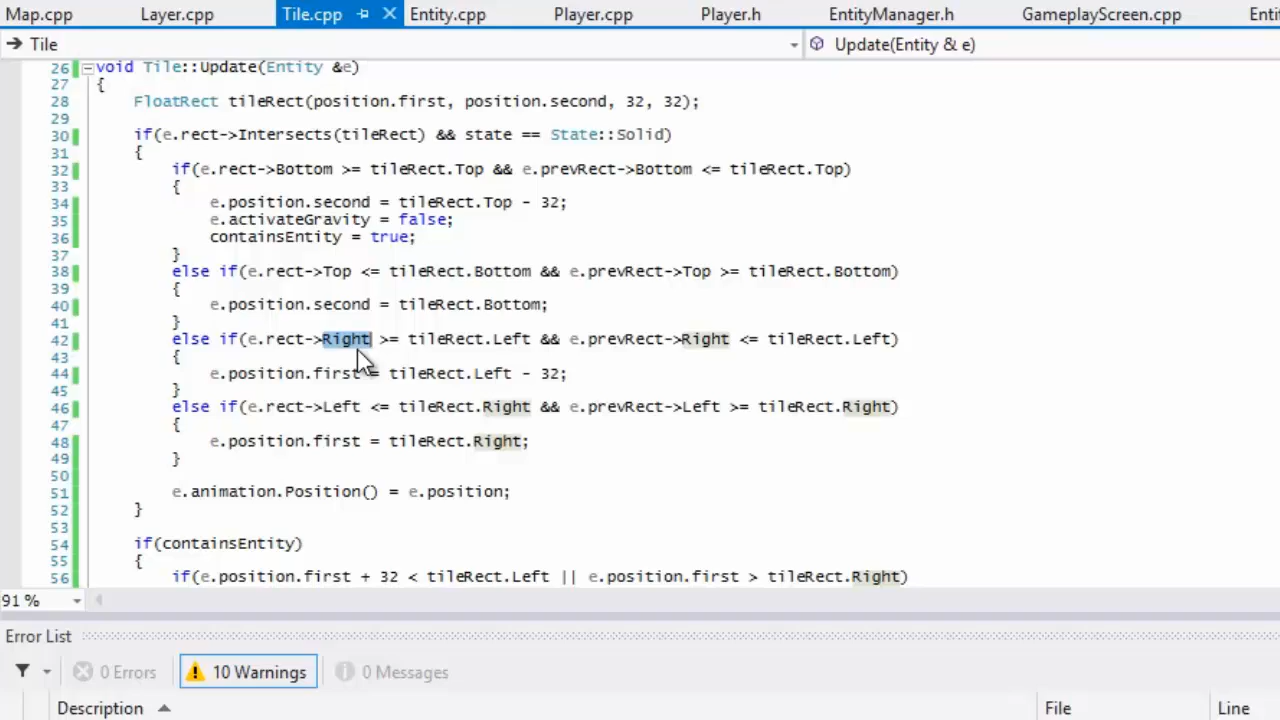 Map.cpp Layer.cpp Tile.cpp Entity.cpp Player.cpp Player.h EntityManager.h GameplayScreen.cpp Enti
Tile Update(Entity & e)
26 void Tile::Update(Entity &e)
27 {
28 FloatRect tileRect(position.first, position.second, 32, 32);
29
30 if(e.rect->Intersects(tileRect) && state == State::Solid)
31 {
32 if(e.rect->Bottom >= tileRect.Top && e.prevRect->Bottom <= tileRect.Top)
33 {
34 e.position.second = tileRect.Top - 32;
35 e.activateGravity = false;
36 containsEntity = true;
37 }
38 else if(e.rect->Top <= tileRect.Bottom && e.prevRect->Top >= tileRect.Bottom)
39 {
40 e.position.second = tileRect.Bottom;
41 }
42 else if(e.rect->Right >= tileRect.Left && e.prevRect->Right <= tileRect.Left)
43 {
44 e.position.first = tileRect.Left - 32;
45 }
46 else if(e.rect->Left <= tileRect.Right && e.prevRect->Left >= tileRect.Right)
47 {
48 e.position.first = tileRect.Right;
49 }
50
51 e.animation.Position() = e.position;
52 }
53
54 if(containsEntity)
55 {
56 if(e.position.first + 32 < tileRect.Left || e.position.first > tileRect.Right)
91 %
Error List
0 Errors 10 Warnings 0 Messages
Description File Line